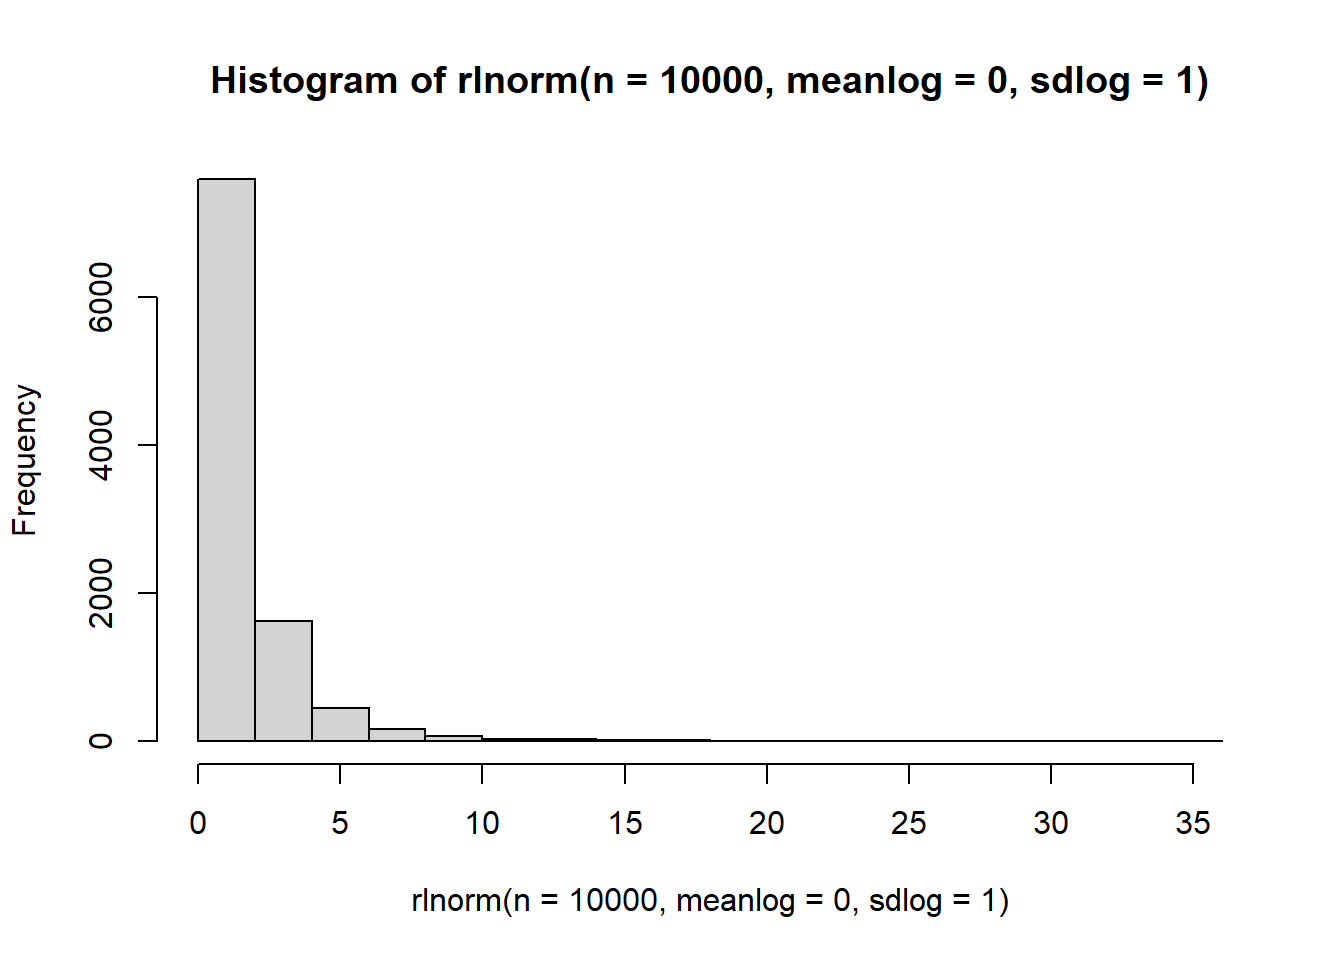 Histogram of rlnorm(n = 10000, meanlog = 0, sdlog = 1)
Frequency
6000
4000
2000
0
0 5 10 15 20 25 30 35
rlnorm(n = 10000, meanlog = 0, sdlog = 1)